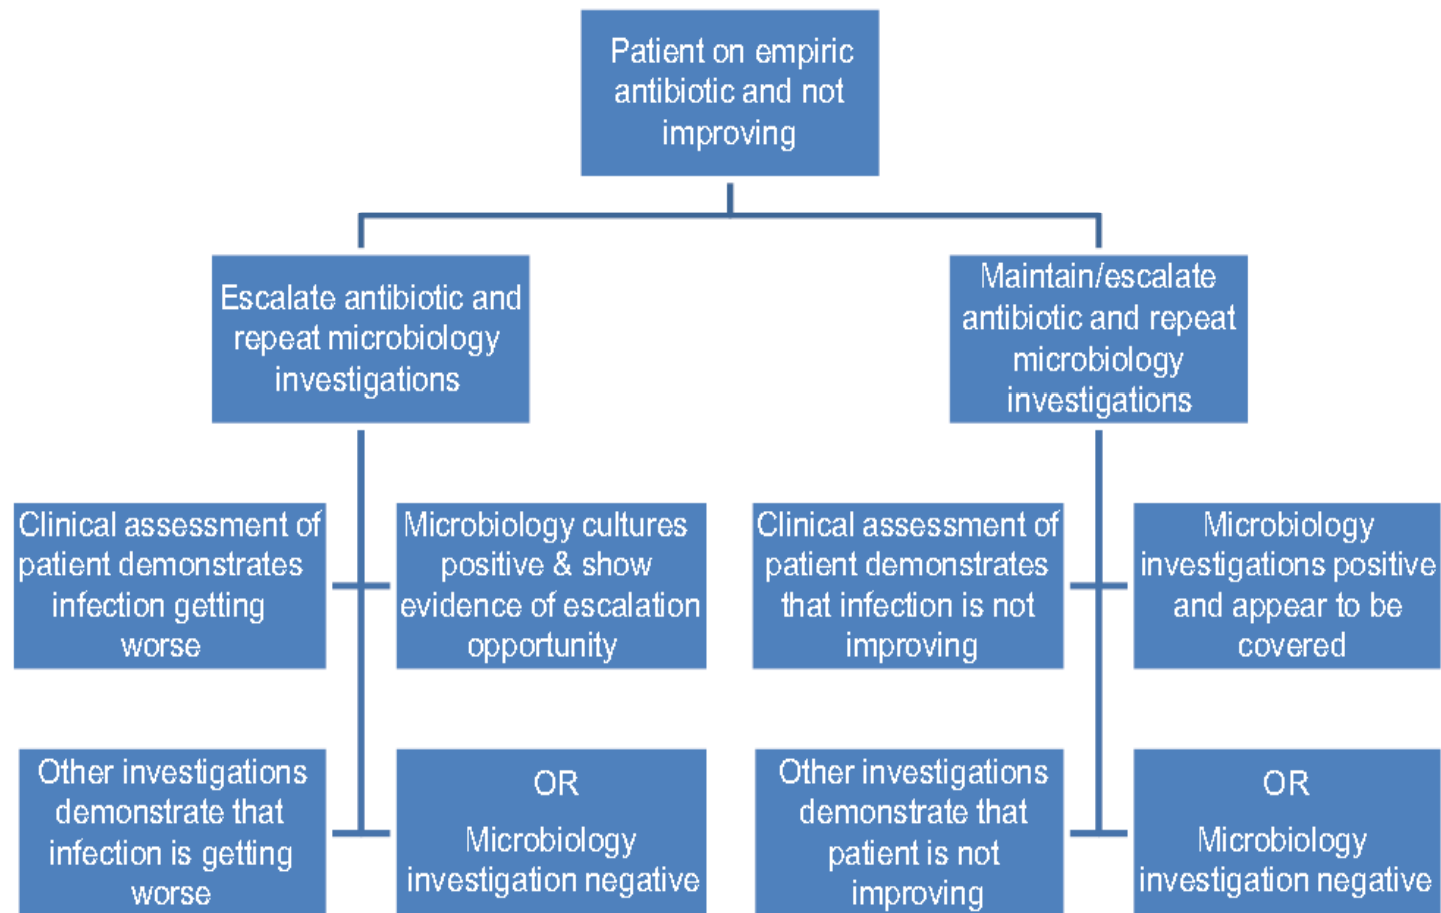 Patient on empiric
antibiotic and not
improving
Escalate antibiotic and
repeat microbiology
investigations
Maintain/escalate
antibiotic and repeat
microbiology
investigations
Clinical assessment of
patient demonstrates
infection getting
worse
Microbiology cultures
positive & show
evidence of escalation
opportunity
Clinical assessment of
patient demonstrates
that infection is not
improving
Microbiology
investigations positive
and appear to be
covered
Other investigations
demonstrate that
infection is getting
worse
OR
Microbiology
investigation negative
Other investigations
demonstrate that
patient is not
improving
OR
Microbiology
investigation negative